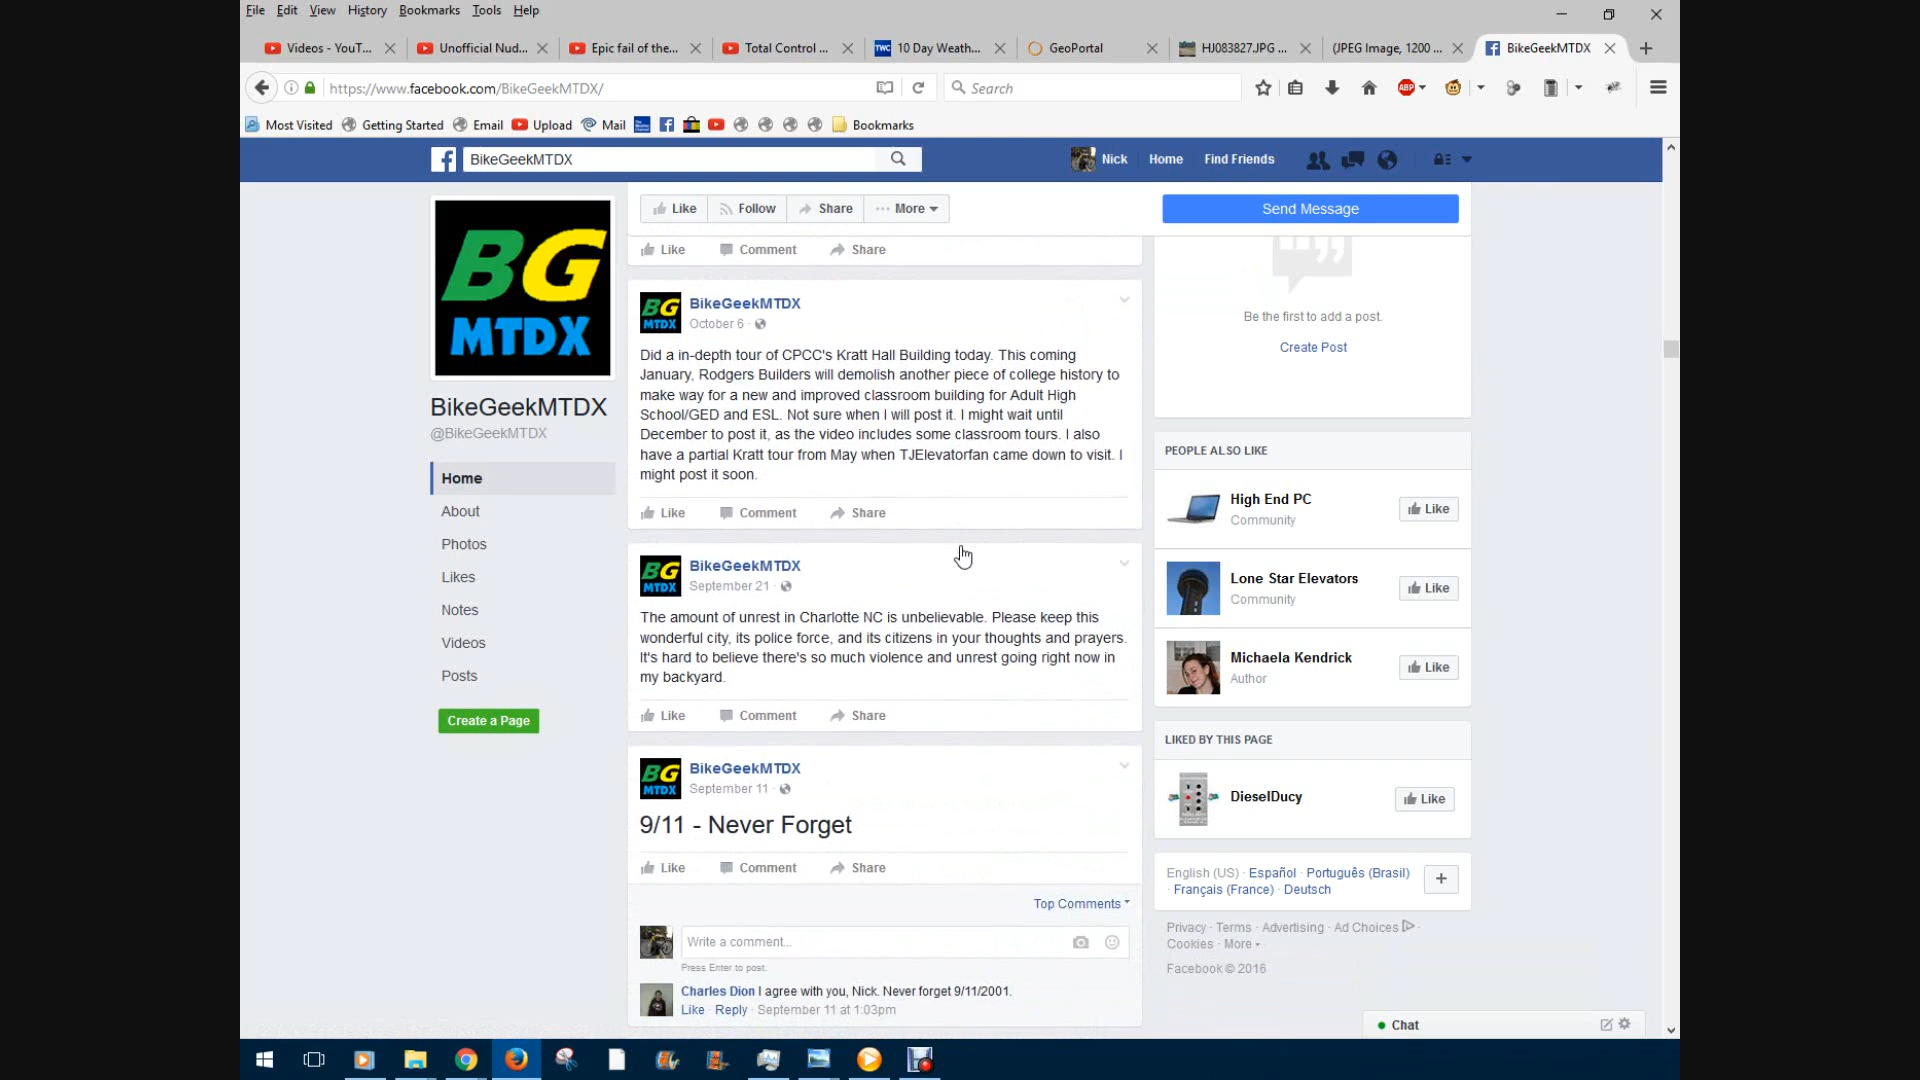 File Edit View History Bookmarks Tools Help
Videos - YouT... Unofficial Nud... Epic fail of the... Total Control ... TWC 10 Day Weath... GeoPortal HJ083827.JPG ... (JPEG Image, 1200 ... BikeGeekMTDX
https://www.facebook.com/BikeGeekMTDX/ Search ABP
Most Visited Getting Started Email Upload Mail Bookmarks
BikeGeekMTDX Nick Home Find Friends
Like Follow Share More Send Message
Like Comment Share
BG
MTDX
BikeGeekMTDX
@BikeGeekMTDX
Home
About
Photos
Likes
Notes
Videos
Posts
Create a Page
BG
MTDX
BikeGeekMTDX
October 6
Did a in-depth tour of CPCC's Kratt Hall Building today. This coming
January, Rodgers Builders will demolish another piece of college history to
make way for a new and improved classroom building for Adult High
School/GED and ESL. Not sure when I will post it. I might wait until
December to post it, as the video includes some classroom tours. I also
have a partial Kratt tour from May when TJElevatorfan came down to visit. I
might post it soon.
Like Comment Share
BG
MTDX
BikeGeekMTDX
September 21
The amount of unrest in Charlotte NC is unbelievable. Please keep this
wonderful city, its police force, and its citizens in your thoughts and prayers.
It's hard to believe there's so much violence and unrest going right now in
my backyard.
Like Comment Share
BG
MTDX
BikeGeekMTDX
September 11
9/11 - Never Forget
Like Comment Share
Top Comments
Write a comment...
Press Enter to post.
Charles Dion I agree with you, Nick. Never forget 9/11/2001.
Like · Reply · September 11 at 1:03pm
Be the first to add a post.
Create Post
PEOPLE ALSO LIKE
High End PC
Community
Like
Lone Star Elevators
Community
Like
Michaela Kendrick
Author
Like
LIKED BY THIS PAGE
DieselDucy
Like
English (US) · Español · Português (Brasil)
· Français (France) · Deutsch
Privacy · Terms · Advertising · Ad Choices ·
Cookies · More
Facebook © 2016
Chat